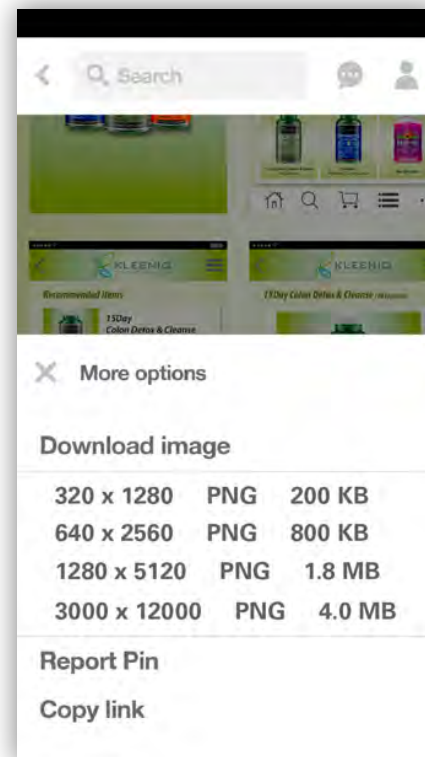 Search
KLEENIQ
KLEENIQ
Recommended Items
15Day Colon Detox & Cleanse
15Day
Colon Detox & Cleanse
More options
Download image
320 x 1280 PNG 200 KB
640 x 2560 PNG 800 KB
1280 x 5120 PNG 1.8 MB
3000 x 12000 PNG 4.0 MB
Report Pin
Copy link